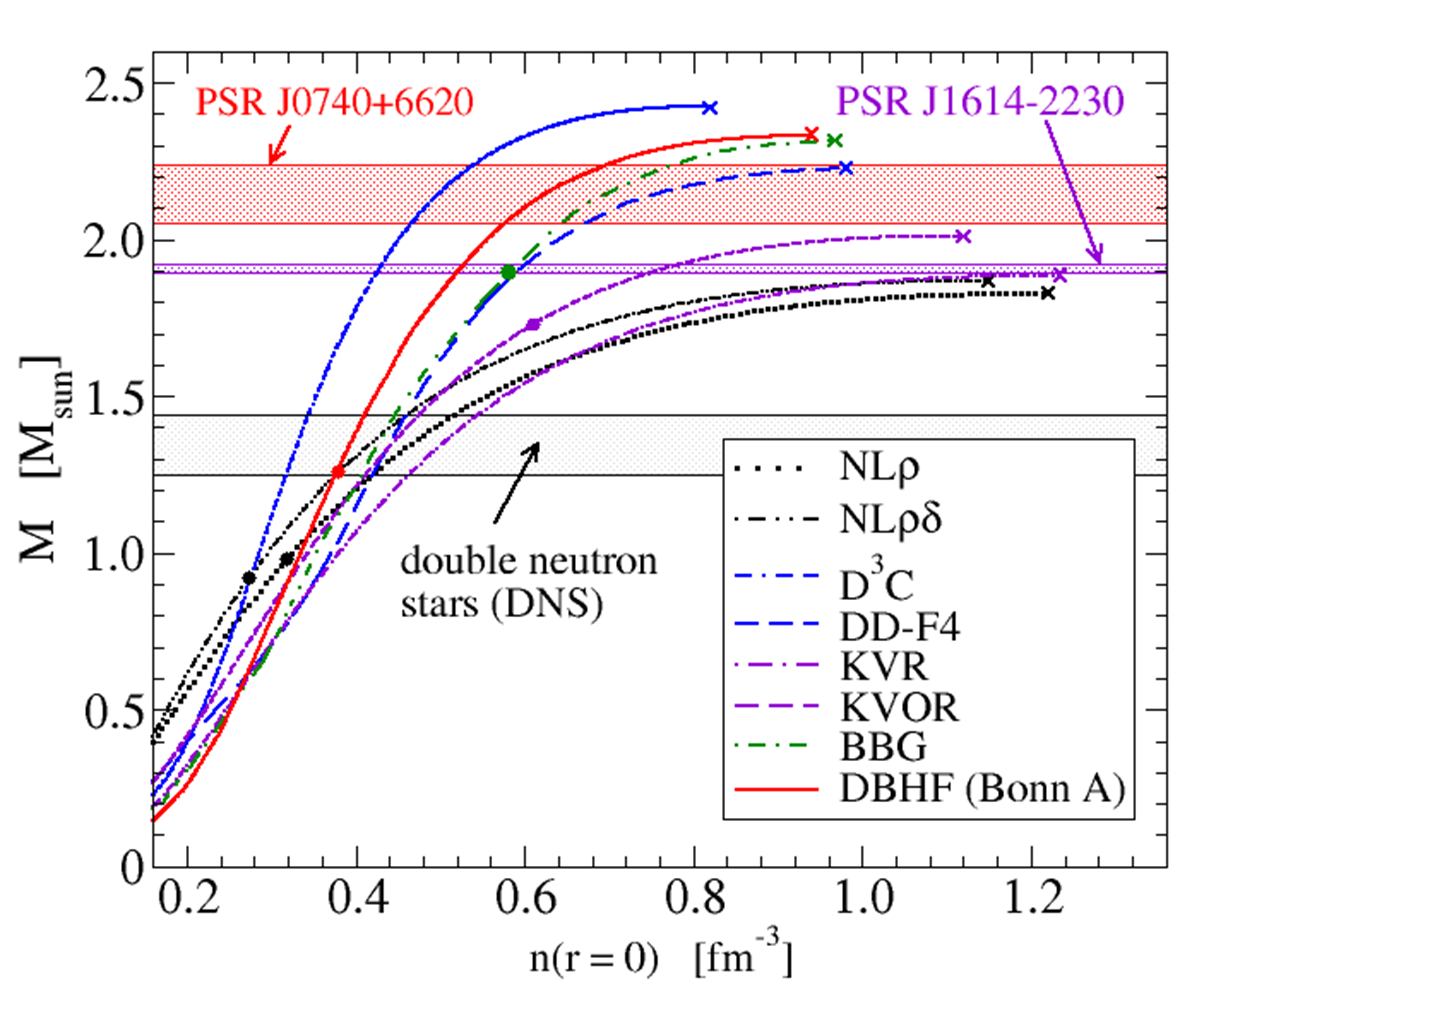 2.5
PSR J0740+6620
PSR J1614-2230
2.0
1.5
1.0
0.5
0
M [M_sun]
double neutron
stars (DNS)
NLρ
NLρδ
D³C
DD-F4
KVR
KVOR
BBG
DBHF (Bonn A)
0.2 0.4 0.6 0.8 1.0 1.2
n(r = 0) [fm⁻³]